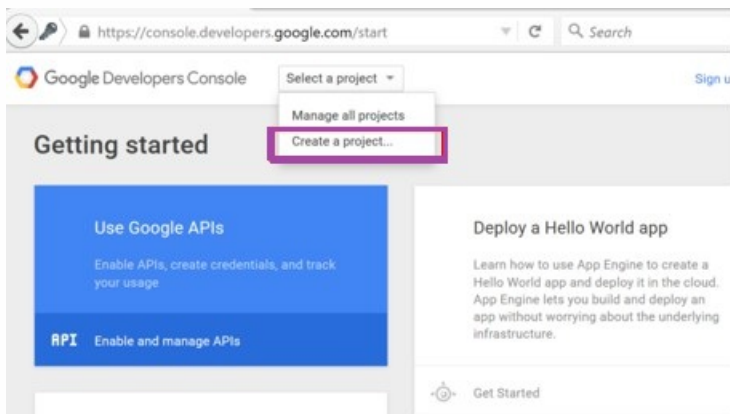 https://console.developers.google.com/start
Search
Google Developers Console
Select a project
Sign u
Manage all projects
Create a project...
Getting started
Use Google APIs
Enable APIs, create credentials, and track
your usage
API Enable and manage APIs
Deploy a Hello World app
Learn how to use App Engine to create a
Hello World app and deploy it in the cloud.
App Engine lets you build and deploy an
app without worrying about the underlying
infrastructure.
Get Started